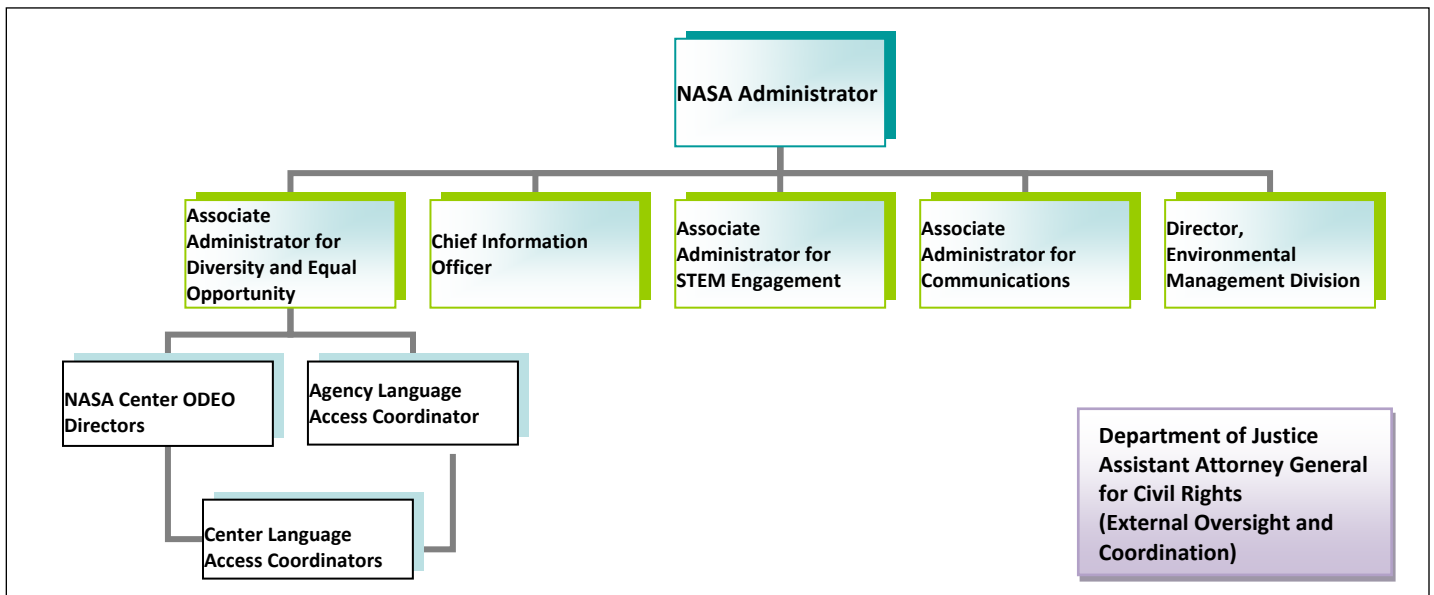 NASA Administrator
Associate
Administrator for
Diversity and Equal
Opportunity
Chief Information
Officer
Associate
Administrator for
STEM Engagement
Associate
Administrator for
Communications
Director,
Environmental
Management Division
NASA Center ODEO
Directors
Agency Language
Access Coordinator
Center Language
Access Coordinators
Department of Justice
Assistant Attorney General
for Civil Rights
(External Oversight and
Coordination)